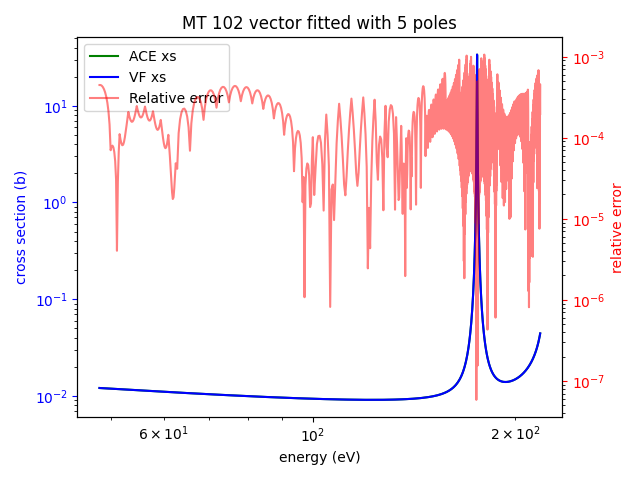 MT 102 vector fitted with 5 poles
ACE xs
VF xs
Relative error
cross section (b)
10¹
10⁰
10⁻¹
10⁻²
relative error
10⁻³
10⁻⁴
10⁻⁵
10⁻⁶
10⁻⁷
6 × 10¹
10²
2 × 10²
energy (eV)